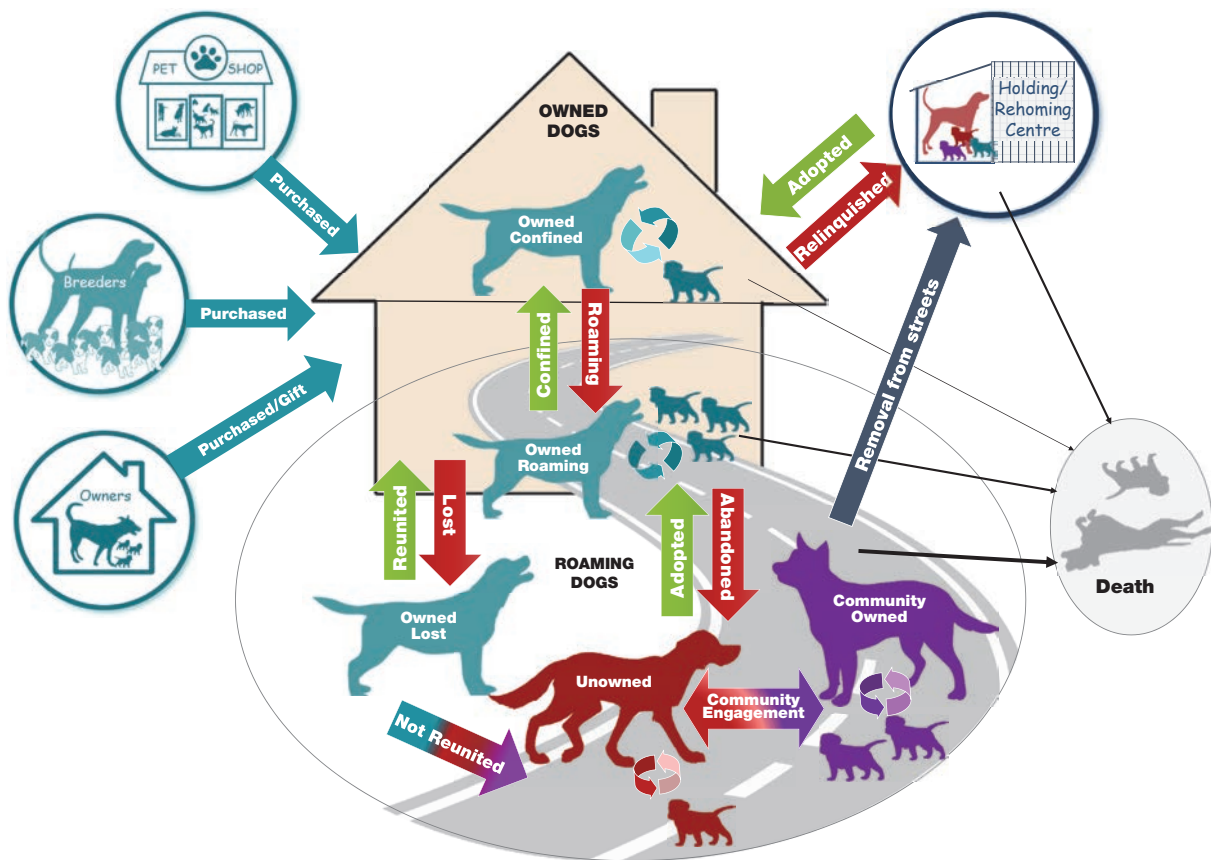 PET SHOP
OWNED
DOGS
Holding/
Rehoming
Centre
Purchased
Adopted
Relinquished
Owned
Confined
Breeders
Purchased
Confined
Roaming
Removal from streets
Purchased/Gift
Owned
Roaming
Owners
Reunited
Lost
Adopted
Abandoned
ROAMING
DOGS
Death
Owned
Lost
Community
Owned
Unowned
Community
Engagement
Not Reunited